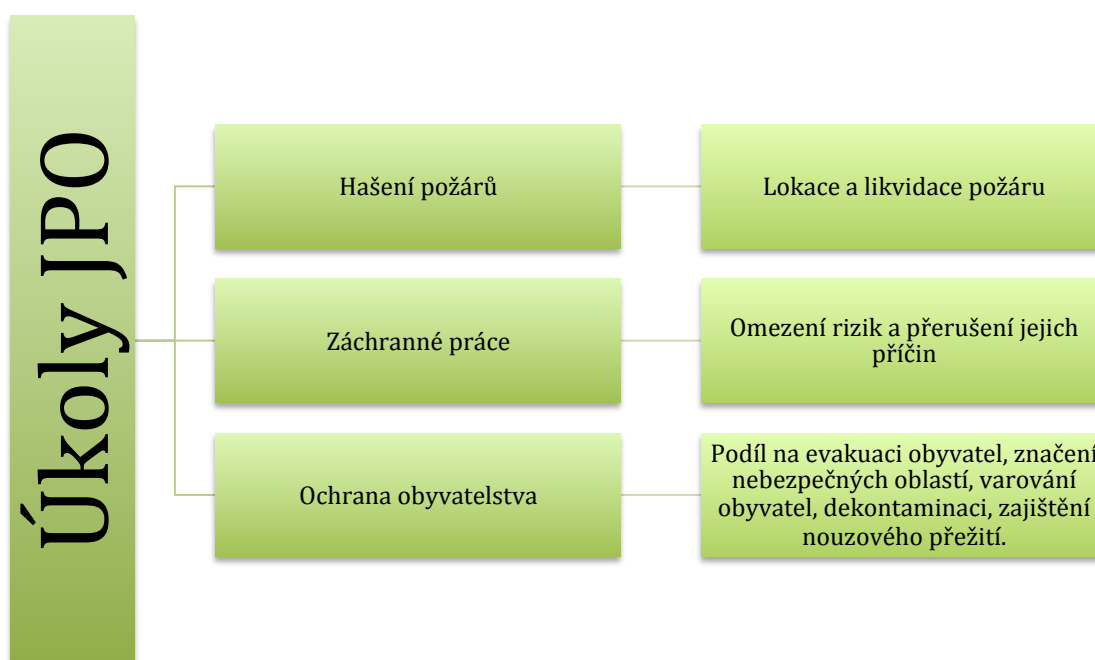 Úkoly JPO
Hašení požárů
Lokace a likvidace požáru
Záchranné práce
Omezení rizik a přerušení jejich
příčin
Ochrana obyvatelstva
Podíl na evakuaci obyvatel, značení
nebezpečných oblastí, varování
obyvatel, dekontaminaci, zajištění
nouzového přežití.